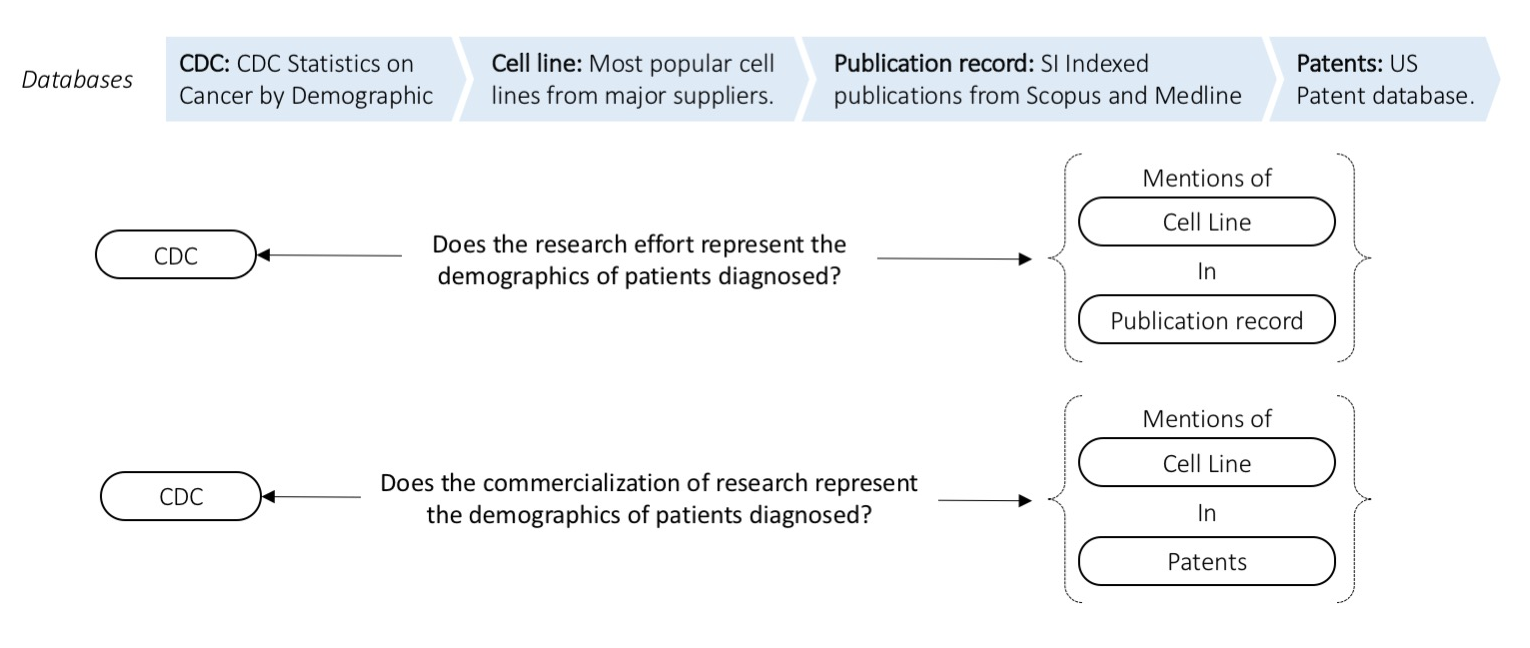 Databases
CDC: CDC Statistics on
Cancer by Demographic
Cell line: Most popular cell
lines from major suppliers.
Publication record: SI Indexed
publications from Scopus and Medline
Patents: US
Patent database.
CDC
Does the research effort represent the
demographics of patients diagnosed?
Mentions of
Cell Line
In
Publication record
CDC
Does the commercialization of research represent
the demographics of patients diagnosed?
Mentions of
Cell Line
In
Patents